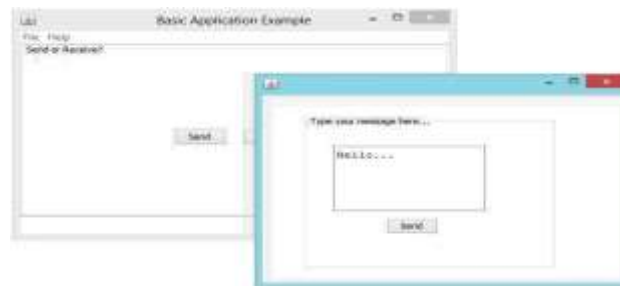 Basic Application Example
File Help
Send or Receive?
Send
Type your message here...
Hello...
Send